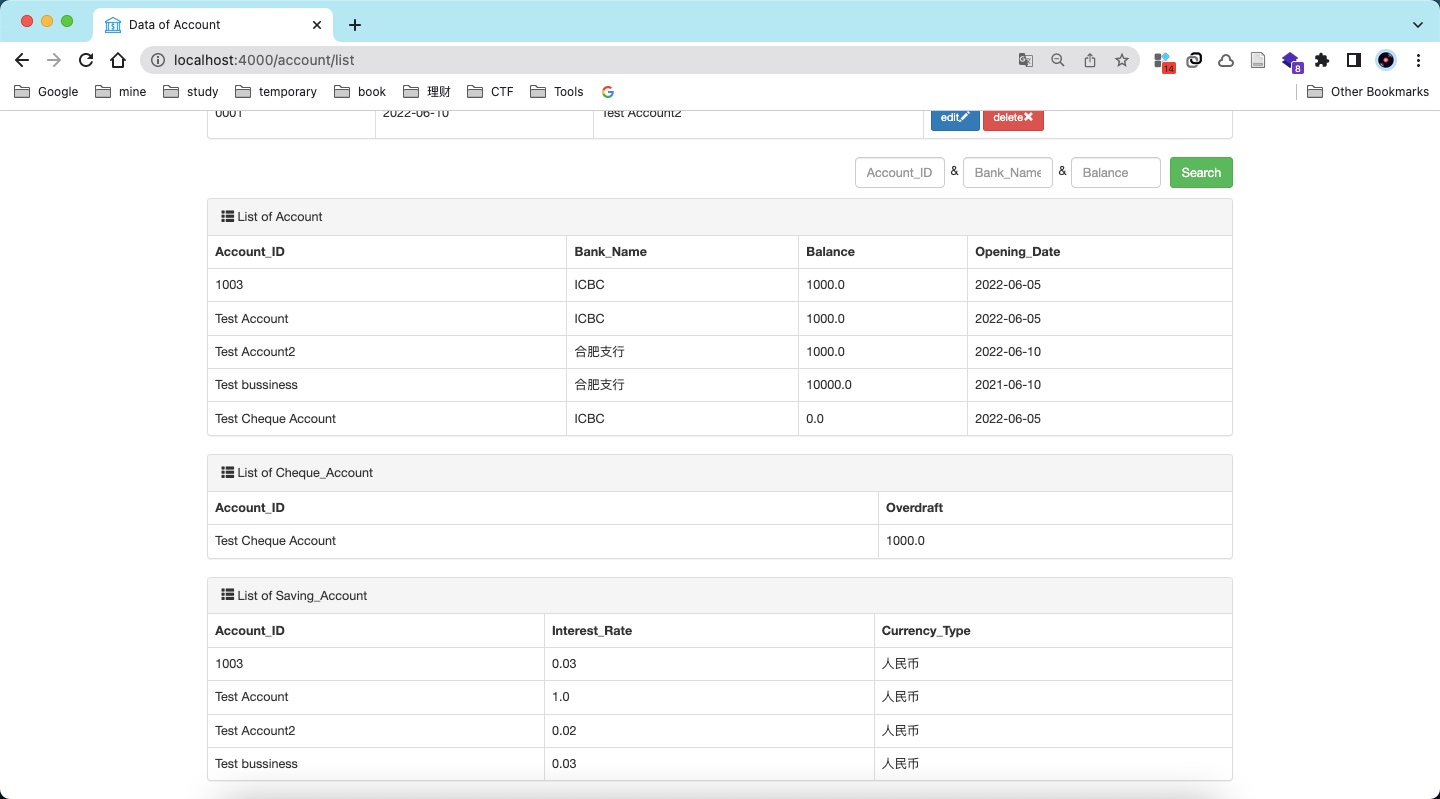 Data of Account
localhost:4000/account/list
14
8
Google mine study temporary book 理财 CTF Tools Other Bookmarks
0001 2022-06-10 Test Account2 edit delete
Account_ID & Bank_Name & Balance Search
List of Account
Account_ID Bank_Name Balance Opening_Date
1003 ICBC 1000.0 2022-06-05
Test Account ICBC 1000.0 2022-06-05
Test Account2 合肥支行 1000.0 2022-06-10
Test bussiness 合肥支行 10000.0 2021-06-10
Test Cheque Account ICBC 0.0 2022-06-05
List of Cheque_Account
Account_ID Overdraft
Test Cheque Account 1000.0
List of Saving_Account
Account_ID Interest_Rate Currency_Type
1003 0.03 人民币
Test Account 1.0 人民币
Test Account2 0.02 人民币
Test bussiness 0.03 人民币